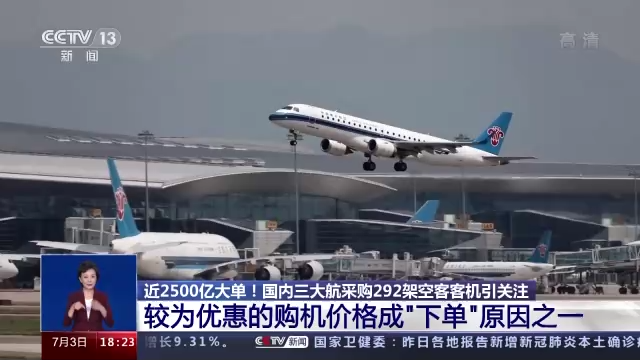 CCTV 13
新闻
高清
近2500亿大单！国内三大航采购292架空客客机引关注
较为优惠的购机价格成"下单"原因之一
7月3日 18:23 增长9.31%。 CCTV 新闻 国家卫健委：昨日各地报告新增新冠肺炎本土确诊